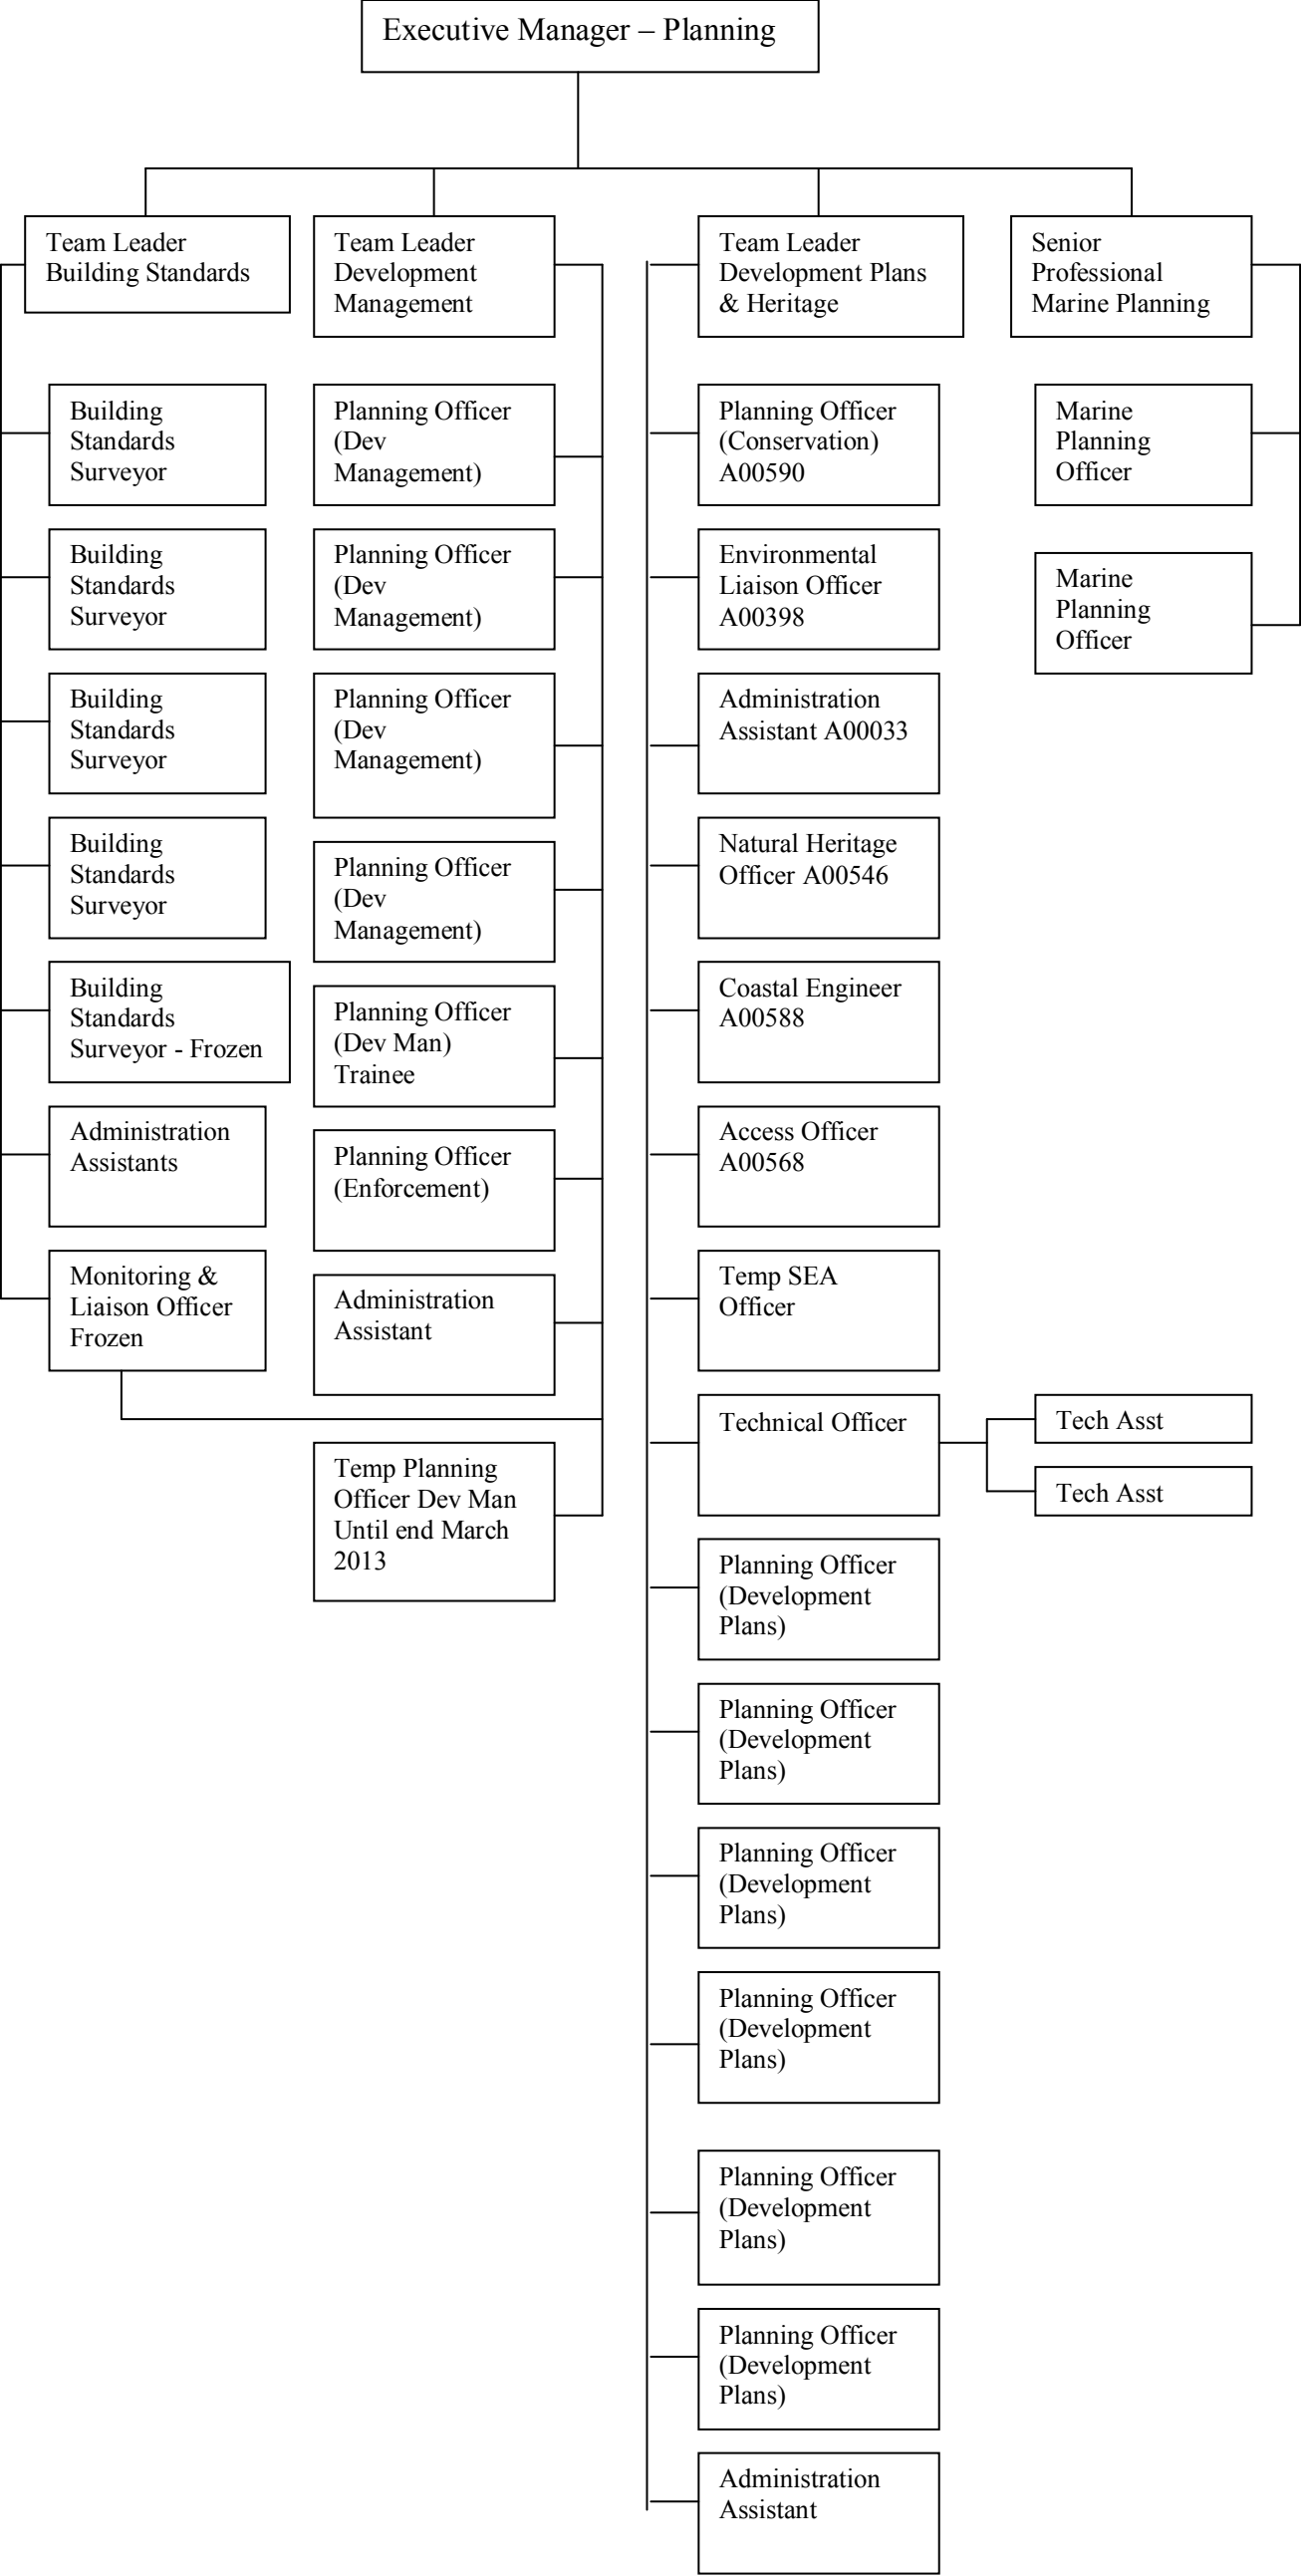 Executive Manager – Planning
Team Leader
Building Standards
Building
Standards
Surveyor
Building
Standards
Surveyor
Building
Standards
Surveyor
Building
Standards
Surveyor
Building
Standards
Surveyor - Frozen
Administration
Assistants
Monitoring &
Liaison Officer
Frozen
Team Leader
Development
Management
Planning Officer
(Dev
Management)
Planning Officer
(Dev
Management)
Planning Officer
(Dev
Management)
Planning Officer
(Dev
Management)
Planning Officer
(Dev Man)
Trainee
Planning Officer
(Enforcement)
Administration
Assistant
Temp Planning
Officer Dev Man
Until end March
2013
Team Leader
Development Plans
& Heritage
Planning Officer
(Conservation)
A00590
Environmental
Liaison Officer
A00398
Administration
Assistant A00033
Natural Heritage
Officer A00546
Coastal Engineer
A00588
Access Officer
A00568
Temp SEA
Officer
Technical Officer
Tech Asst
Tech Asst
Planning Officer
(Development
Plans)
Planning Officer
(Development
Plans)
Planning Officer
(Development
Plans)
Planning Officer
(Development
Plans)
Planning Officer
(Development
Plans)
Planning Officer
(Development
Plans)
Administration
Assistant
Senior
Professional
Marine Planning
Marine
Planning
Officer
Marine
Planning
Officer